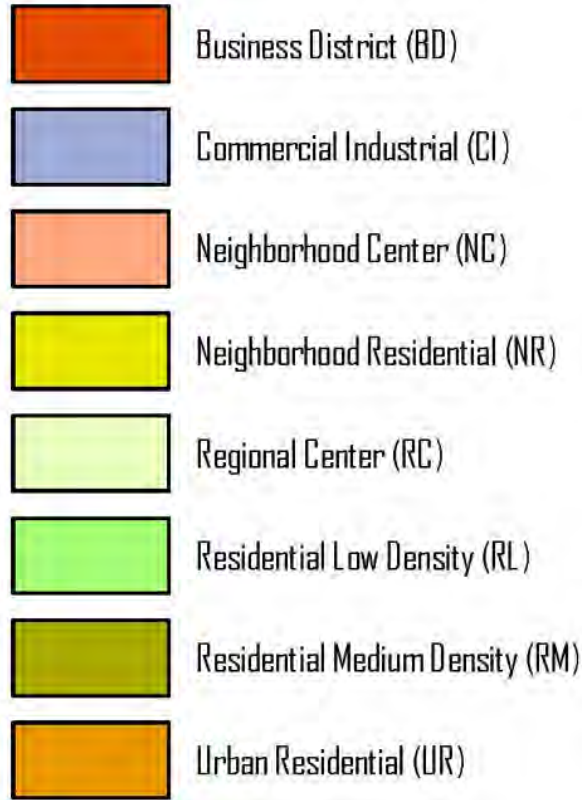 Business District (BD)
Commercial Industrial (CI)
Neighborhood Center (NC)
Neighborhood Residential (NR)
Regional Center (RC)
Residential Low Density (RL)
Residential Medium Density (RM)
Urban Residential (UR)